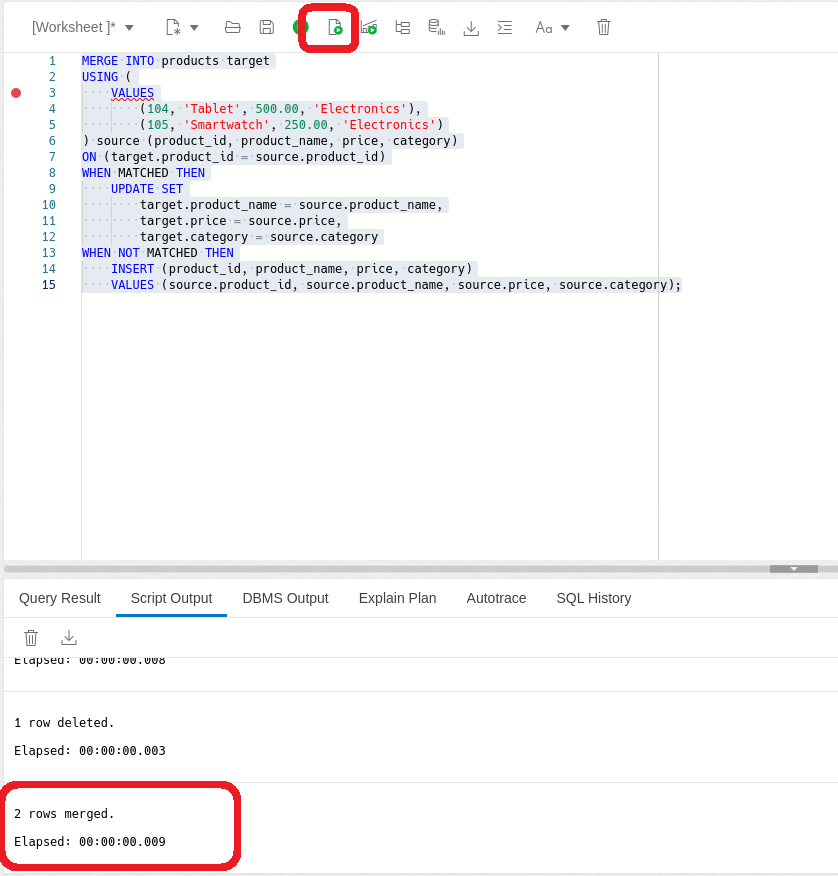 [Worksheet ]*
Aa
1 MERGE INTO products target
2 USING (
3 VALUES
4 (104, 'Tablet', 500.00, 'Electronics'),
5 (105, 'Smartwatch', 250.00, 'Electronics')
6 ) source (product_id, product_name, price, category)
7 ON (target.product_id = source.product_id)
8 WHEN MATCHED THEN
9 UPDATE SET
10 target.product_name = source.product_name,
11 target.price = source.price,
12 target.category = source.category
13 WHEN NOT MATCHED THEN
14 INSERT (product_id, product_name, price, category)
15 VALUES (source.product_id, source.product_name, source.price, source.category);
Query Result Script Output DBMS Output Explain Plan Autotrace SQL History
Elapsed: 00:00:00.008
1 row deleted.
Elapsed: 00:00:00.003
2 rows merged.
Elapsed: 00:00:00.009